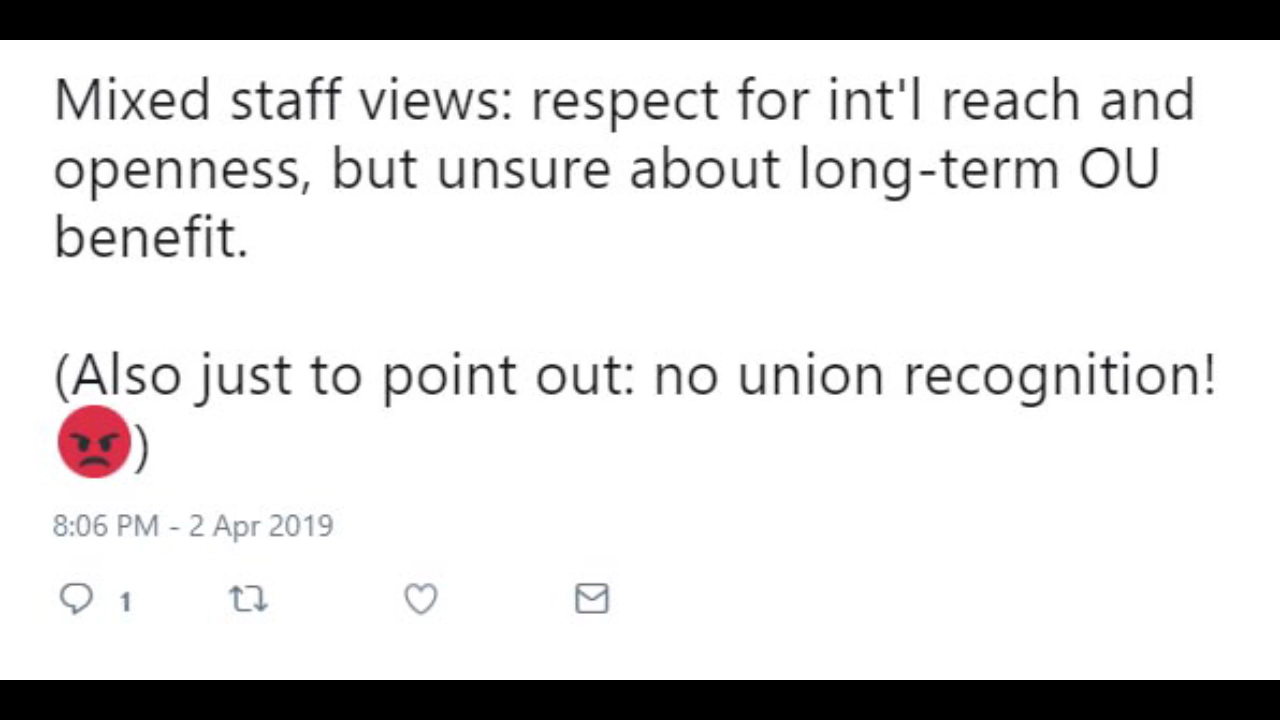 Mixed staff views: respect for int'l reach and
openness, but unsure about long-term OU
benefit.
(Also just to point out: no union recognition!
😡)
8:06 PM - 2 Apr 2019
1